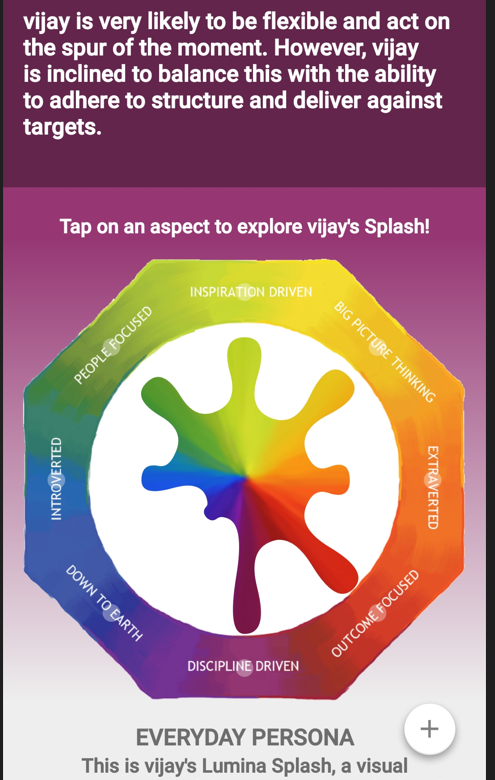 vijay is very likely to be flexible and act on
the spur of the moment. However, vijay
is inclined to balance this with the ability
to adhere to structure and deliver against
targets.
Tap on an aspect to explore vijay's Splash!
INSPIRATION DRIVEN
BIG PICTURE THINKING
PEOPLE FOCUSED
EXTRAVERTED
INTROVERTED
OUTCOME FOCUSED
DOWN TO EARTH
DISCIPLINE DRIVEN
+
EVERYDAY PERSONA
This is vijay's Lumina Splash, a visual